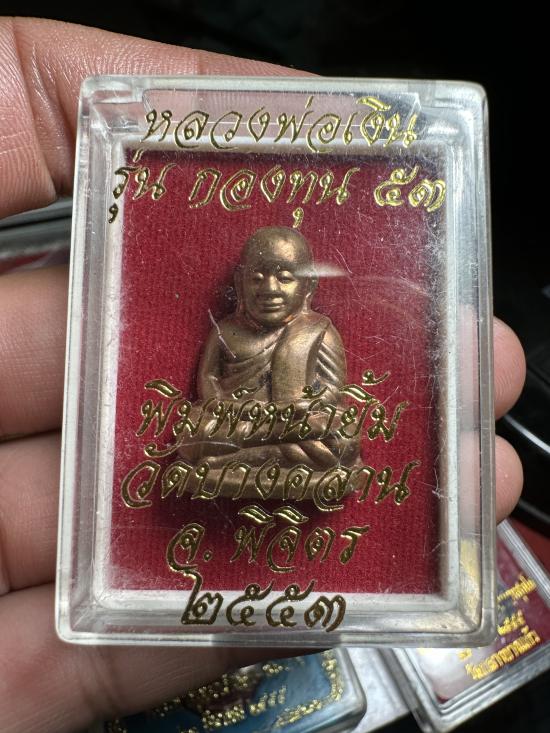 หลวงพ่อเงิน
รุ่น กองทุน ๕๓
พิมพ์หน้ายิ้ม
วัดบางคลาน
จ. พิจิตร
๒๕๕๓